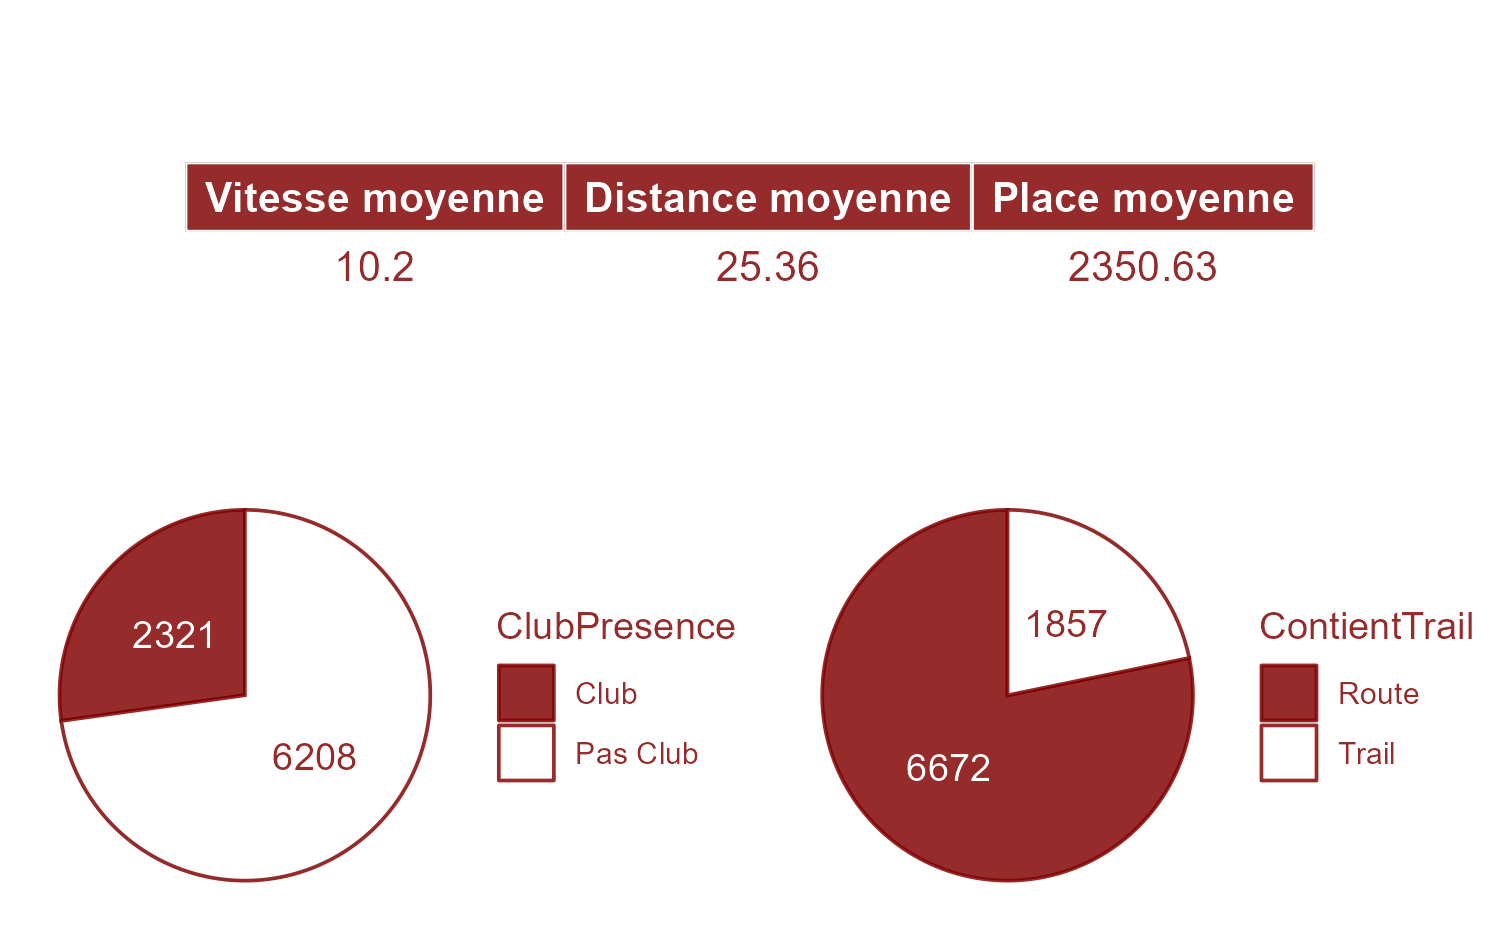 Vitesse moyenne Distance moyenne Place moyenne
10.2 25.36 2350.63
2321
6208
ClubPresence
Club
Pas Club
1857
6672
ContientTrail
Route
Trail